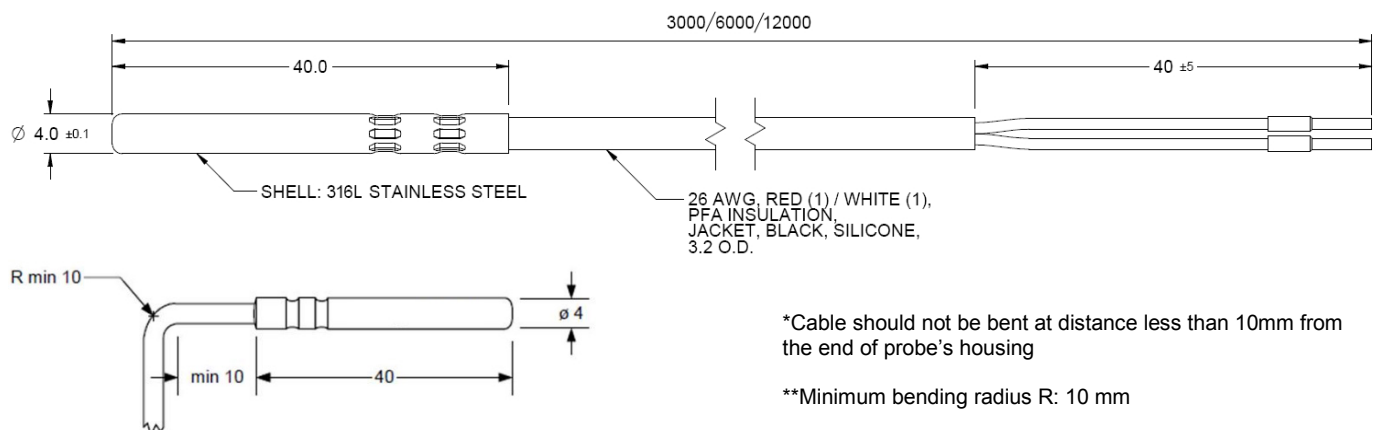 3000/6000/12000
40.0
40 ±5
Ø 4.0 ±0.1
SHELL: 316L STAINLESS STEEL
26 AWG, RED (1) / WHITE (1),
PFA INSULATION,
JACKET, BLACK, SILICONE,
3.2 O.D.
R min 10
ø 4
min 10
40
*Cable should not be bent at distance less than 10mm from
the end of probe's housing
**Minimum bending radius R: 10 mm